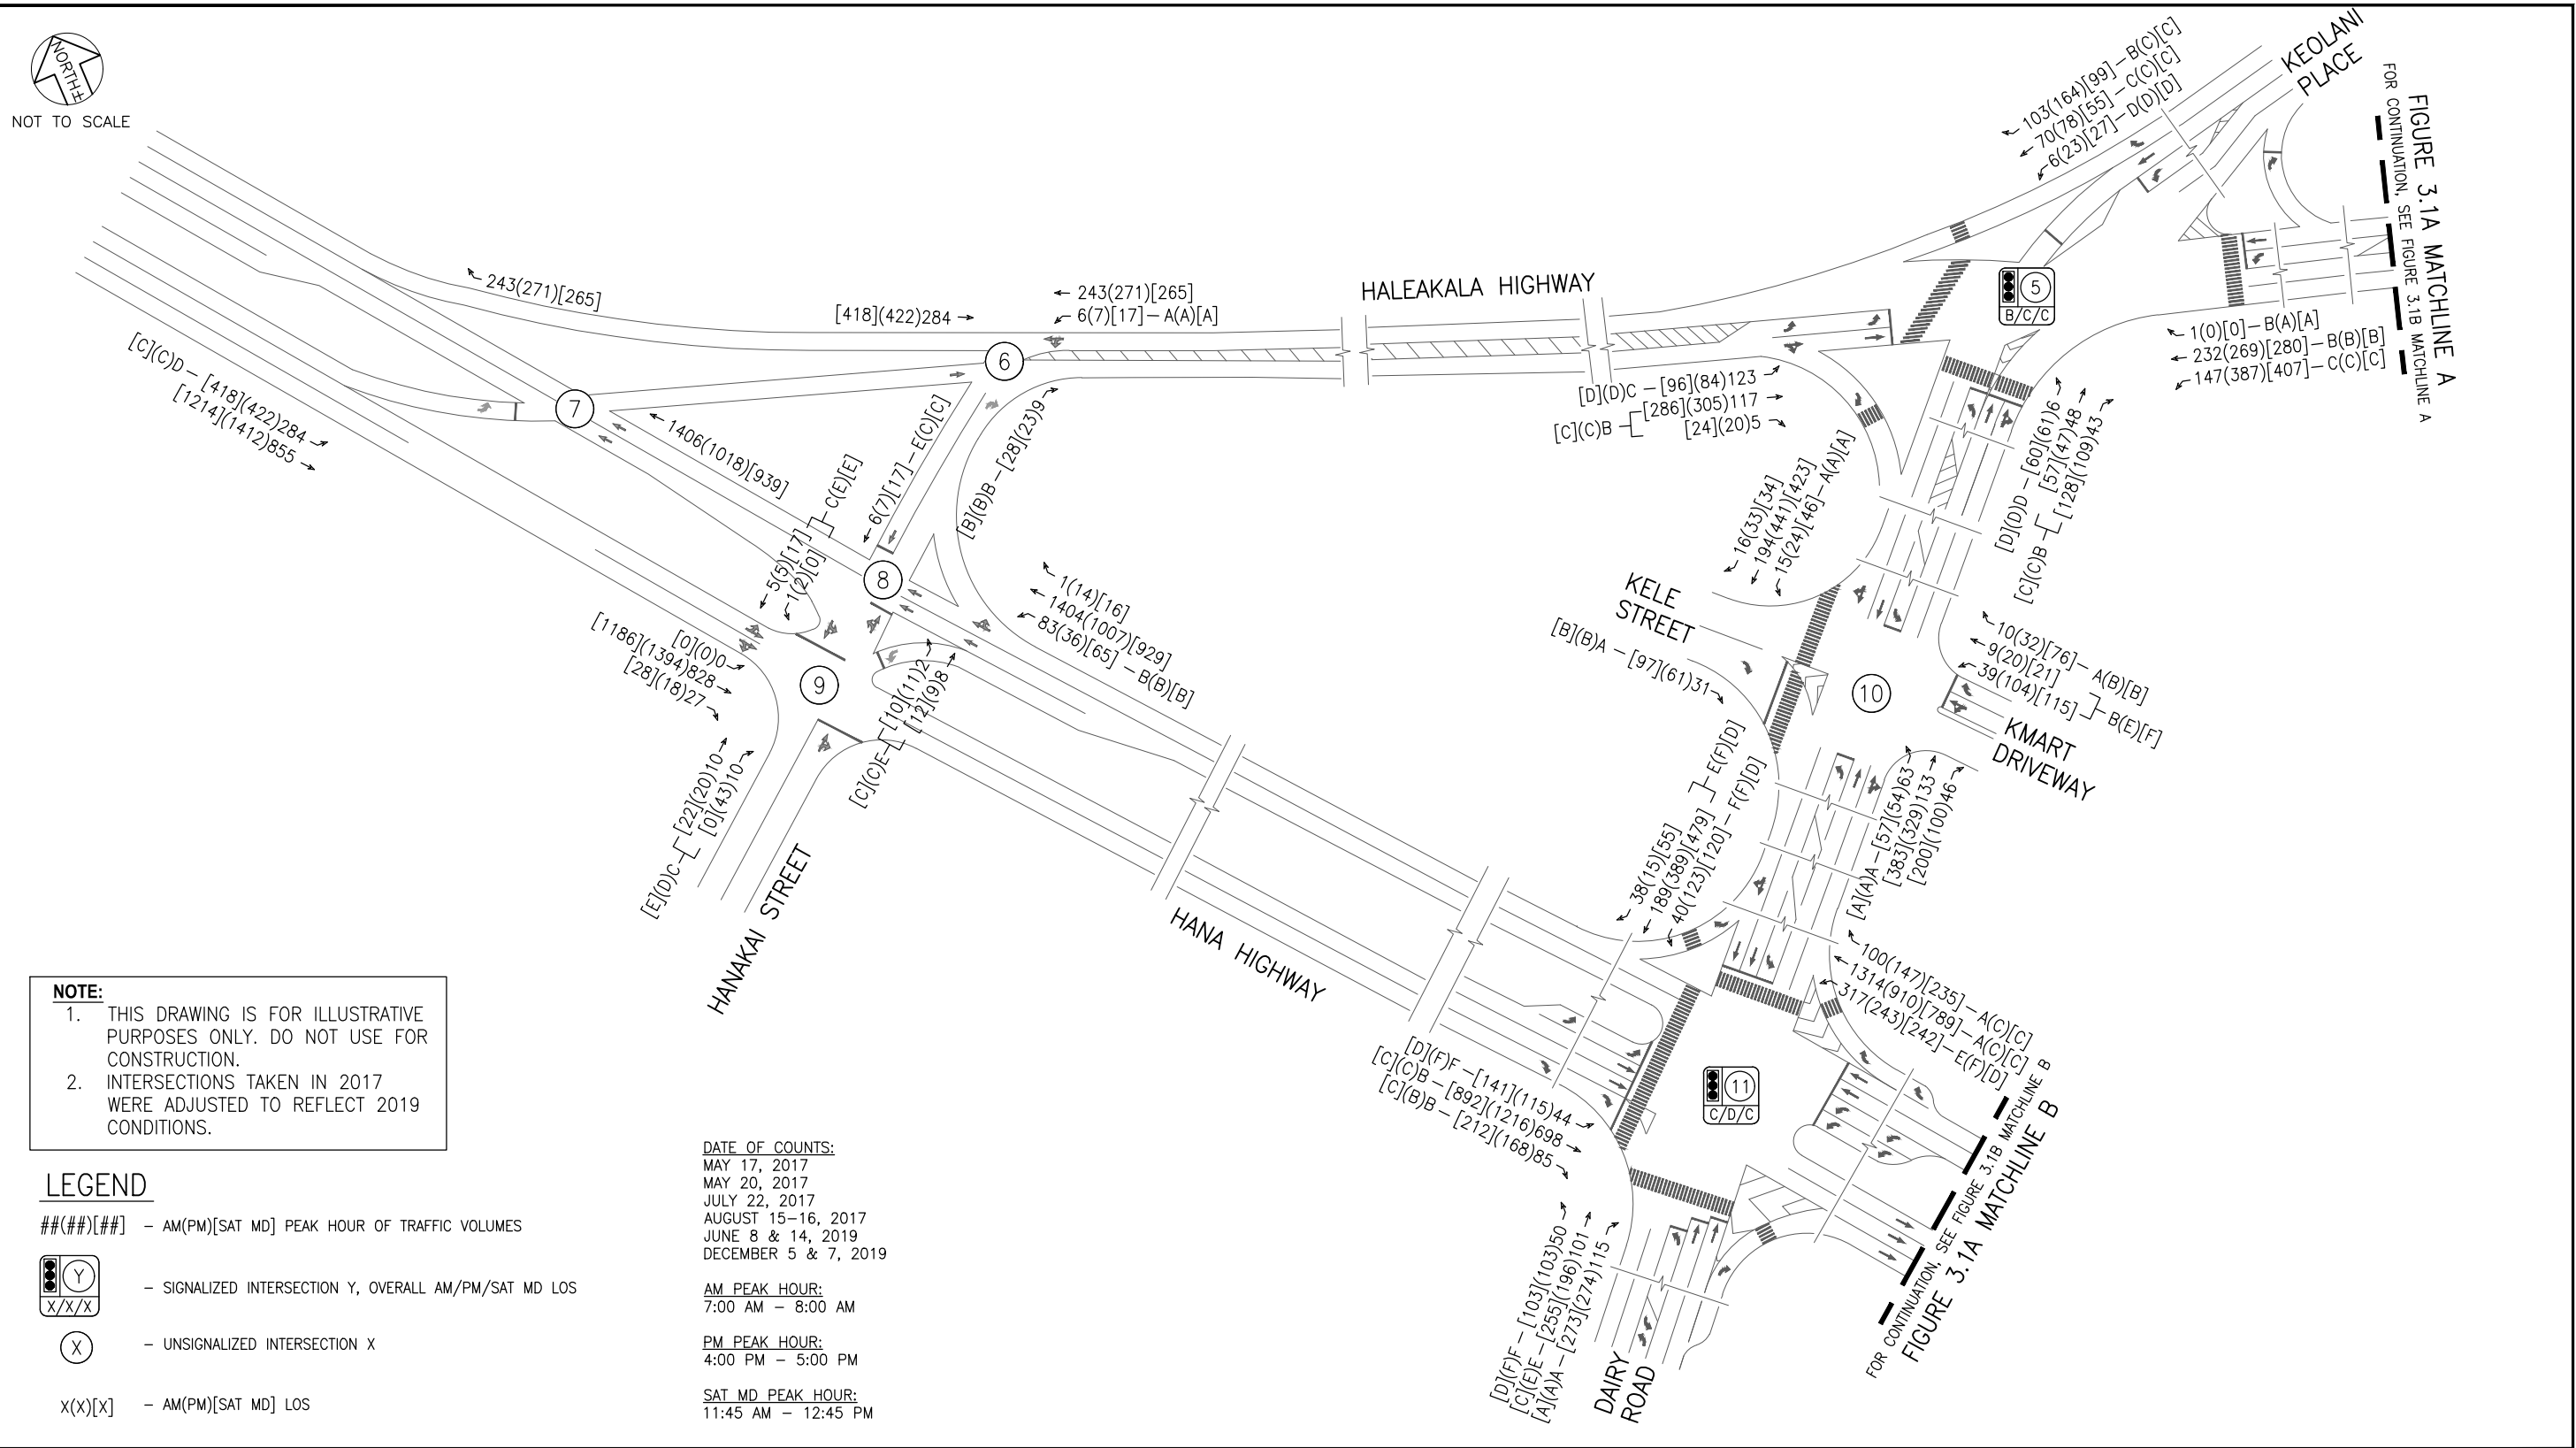 NORTH±
NOT TO SCALE
243(271)[265]
[418](422)284
243(271)[265]
6(7)[17]—A(A)[A]
HALEAKALA HIGHWAY
103(164)[99]—B(C)[C]
70(78)[55]—C(C)[C]
6(23)[27]—D(D)[D]
KEOLANI
PLACE
FIGURE 3.1A MATCHLINE A
FOR CONTINUATION, SEE FIGURE 3.1B MATCHLINE A
5
B/C/C
1(0)[0]—B(A)[A]
232(269)[280]—B(B)[B]
147(387)[407]—C(C)[C]
[C](C)D—[418](422)284
[1214](1412)855
7
6
1406(1018)[939]
6(7)[17]—E(C)[C]
[B](B)B—[28](23)9
[D](D)C—[96](84)123
[C](C)B
[286](305)117
[24](20)5
[D](D)D—[60](61)6
[C](C)B
[57](47)48
[128](109)43
16(33)[34]
194(441)[423]
15(24)[46]—A(A)[A]
5(5)[17]
1(2)[0]
C(E)[E]
8
1(14)[16]
1404(1007)[929]
83(36)[65]—B(B)[B]
[0](0)0
[1186](1394)828
[28](18)27
9
[C](C)E
[10](11)2
[12](9)8
[E](D)C
[22](20)10
[0](43)10
HANAKAI STREET
KELE
STREET
[B](B)A—[97](61)31
10
10(32)[76]—A(B)[B]
9(20)[21]
39(104)[115]
B(E)[F]
KMART
DRIVEWAY
[A](A)A—[57](54)63
[383](329)133
[200](100)46
38(15)[55]
189(389)[479]
E(F)[D]
40(123)[120]—F(F)[D]
HANA HIGHWAY
100(147)[235]—A(C)[C]
1314(910)[789]—A(C)[C]
317(243)[242]—E(F)[D]
[D](F)F—[141](115)44
[C](C)B—[892](1216)698
[C](B)B—[212](168)85
11
C/D/C
[D](F)F—[103](103)50
[C](E)E—[255](196)101
[A](A)A—[273](274)115
DAIRY
ROAD
FOR CONTINUATION, SEE FIGURE 3.1B MATCHLINE B
FIGURE 3.1A MATCHLINE B
NOTE:
1. THIS DRAWING IS FOR ILLUSTRATIVE
PURPOSES ONLY. DO NOT USE FOR
CONSTRUCTION.
2. INTERSECTIONS TAKEN IN 2017
WERE ADJUSTED TO REFLECT 2019
CONDITIONS.
LEGEND
##(##)[##] — AM(PM)[SAT MD] PEAK HOUR OF TRAFFIC VOLUMES
Y
X/X/X
— SIGNALIZED INTERSECTION Y, OVERALL AM/PM/SAT MD LOS
X — UNSIGNALIZED INTERSECTION X
X(X)[X] — AM(PM)[SAT MD] LOS
DATE OF COUNTS:
MAY 17, 2017
MAY 20, 2017
JULY 22, 2017
AUGUST 15—16, 2017
JUNE 8 & 14, 2019
DECEMBER 5 & 7, 2019
AM PEAK HOUR:
7:00 AM — 8:00 AM
PM PEAK HOUR:
4:00 PM — 5:00 PM
SAT MD PEAK HOUR:
11:45 AM — 12:45 PM